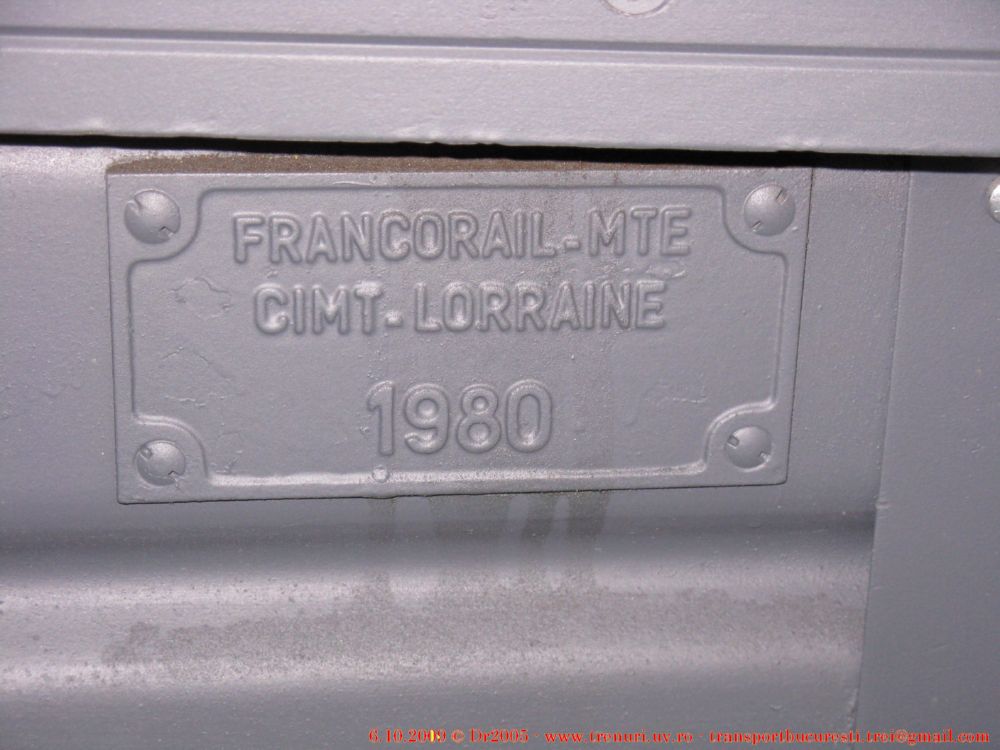 FRANCORAIL-MTE
CIMT-LORRAINE
1980
6.10.2009 © Dr2005 - www.trenuri.uv.ro - transportbucuresti.trei@gmail.com